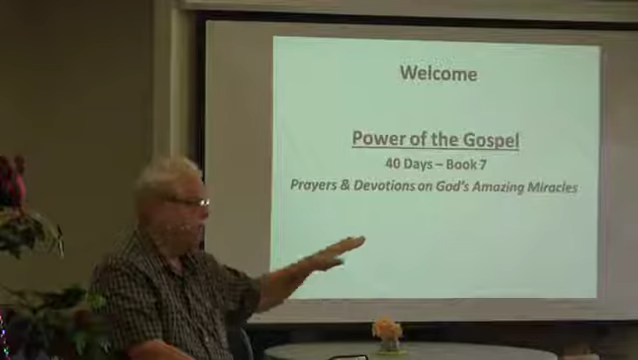 Welcome
Power of the Gospel
40 Days – Book 7
Prayers & Devotions on God's Amazing Miracles